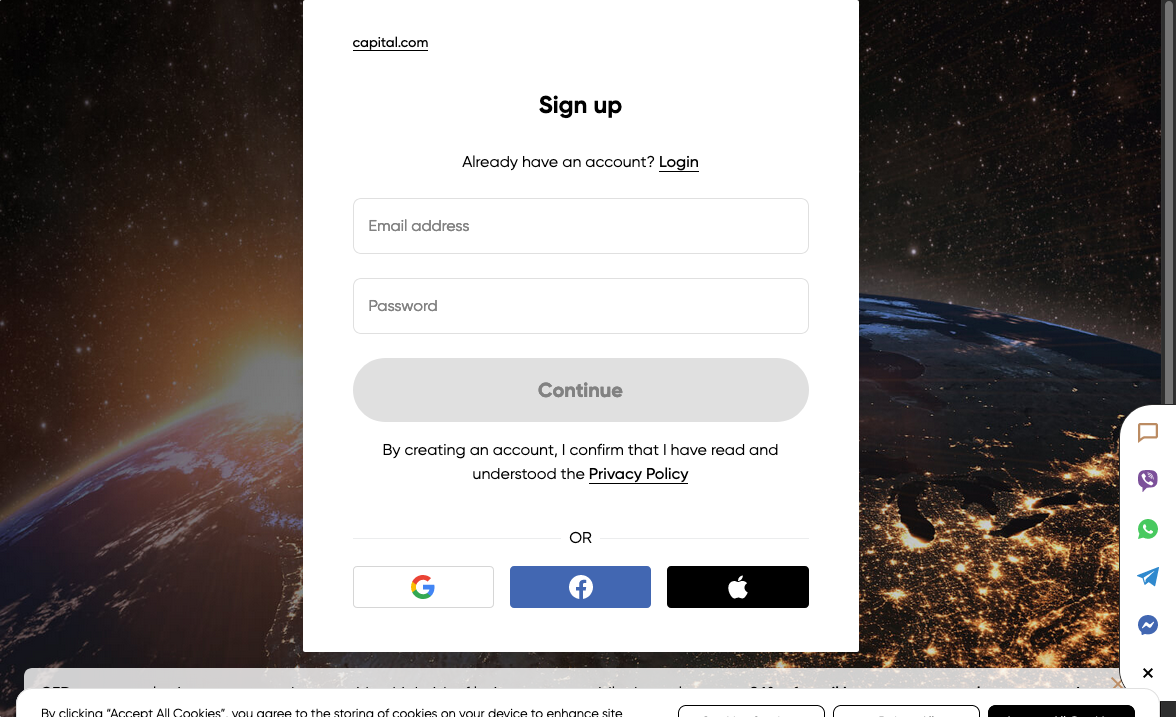 capital.com
Sign up
Already have an account? Login
Email address
Password
Continue
By creating an account, I confirm that I have read and
understood the Privacy Policy
OR
By clicking “Accept All Cookies”, you agree to the storing of cookies on your device to enhance site